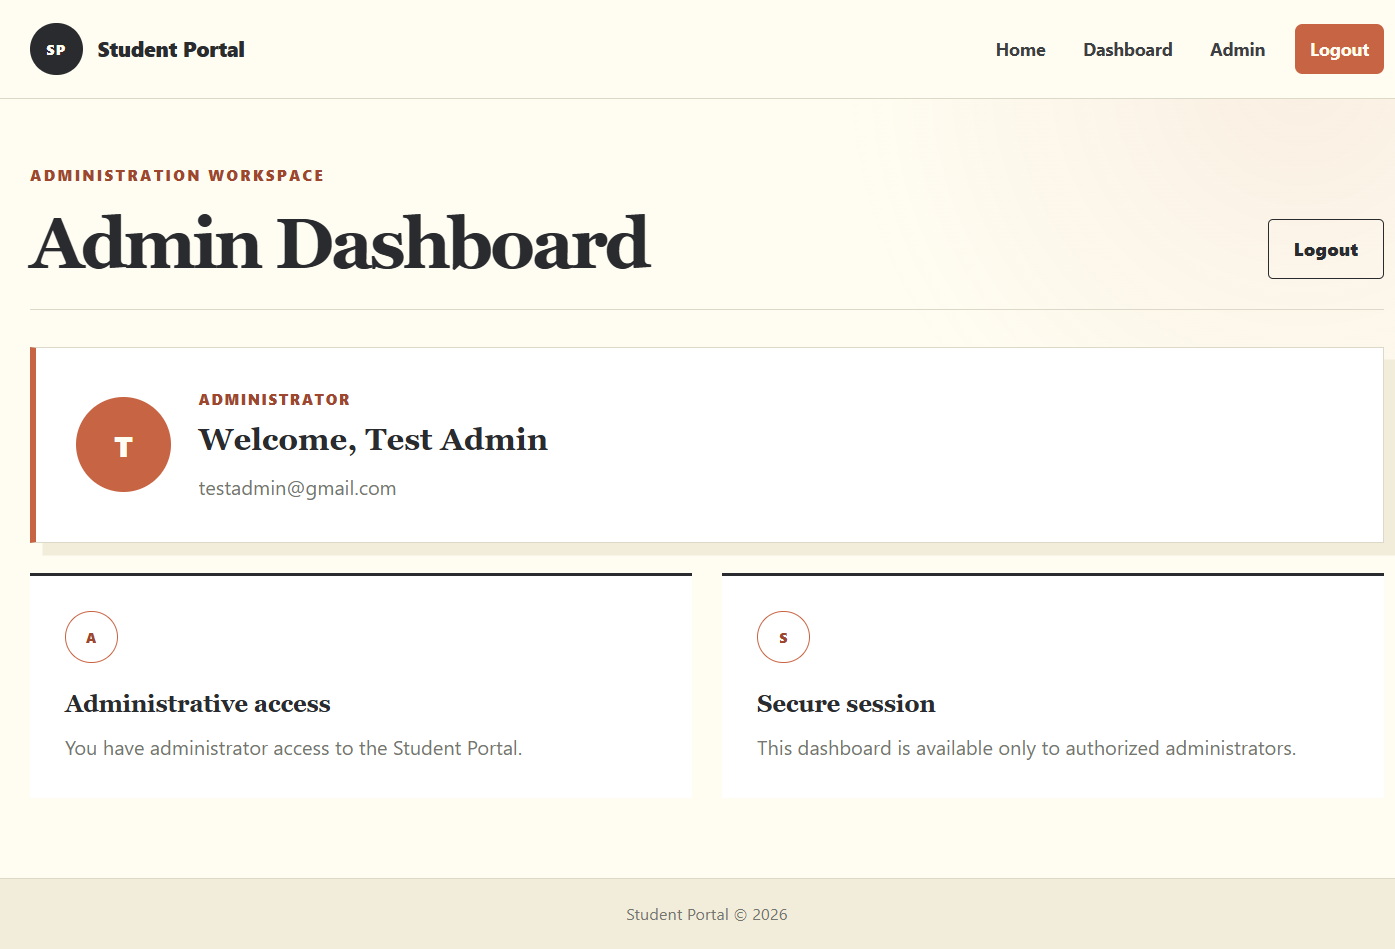 SP
Student Portal
Home
Dashboard
Admin
Logout
ADMINISTRATION WORKSPACE
Admin Dashboard
Logout
T
ADMINISTRATOR
Welcome, Test Admin
testadmin@gmail.com
A
Administrative access
You have administrator access to the Student Portal.
S
Secure session
This dashboard is available only to authorized administrators.
Student Portal © 2026